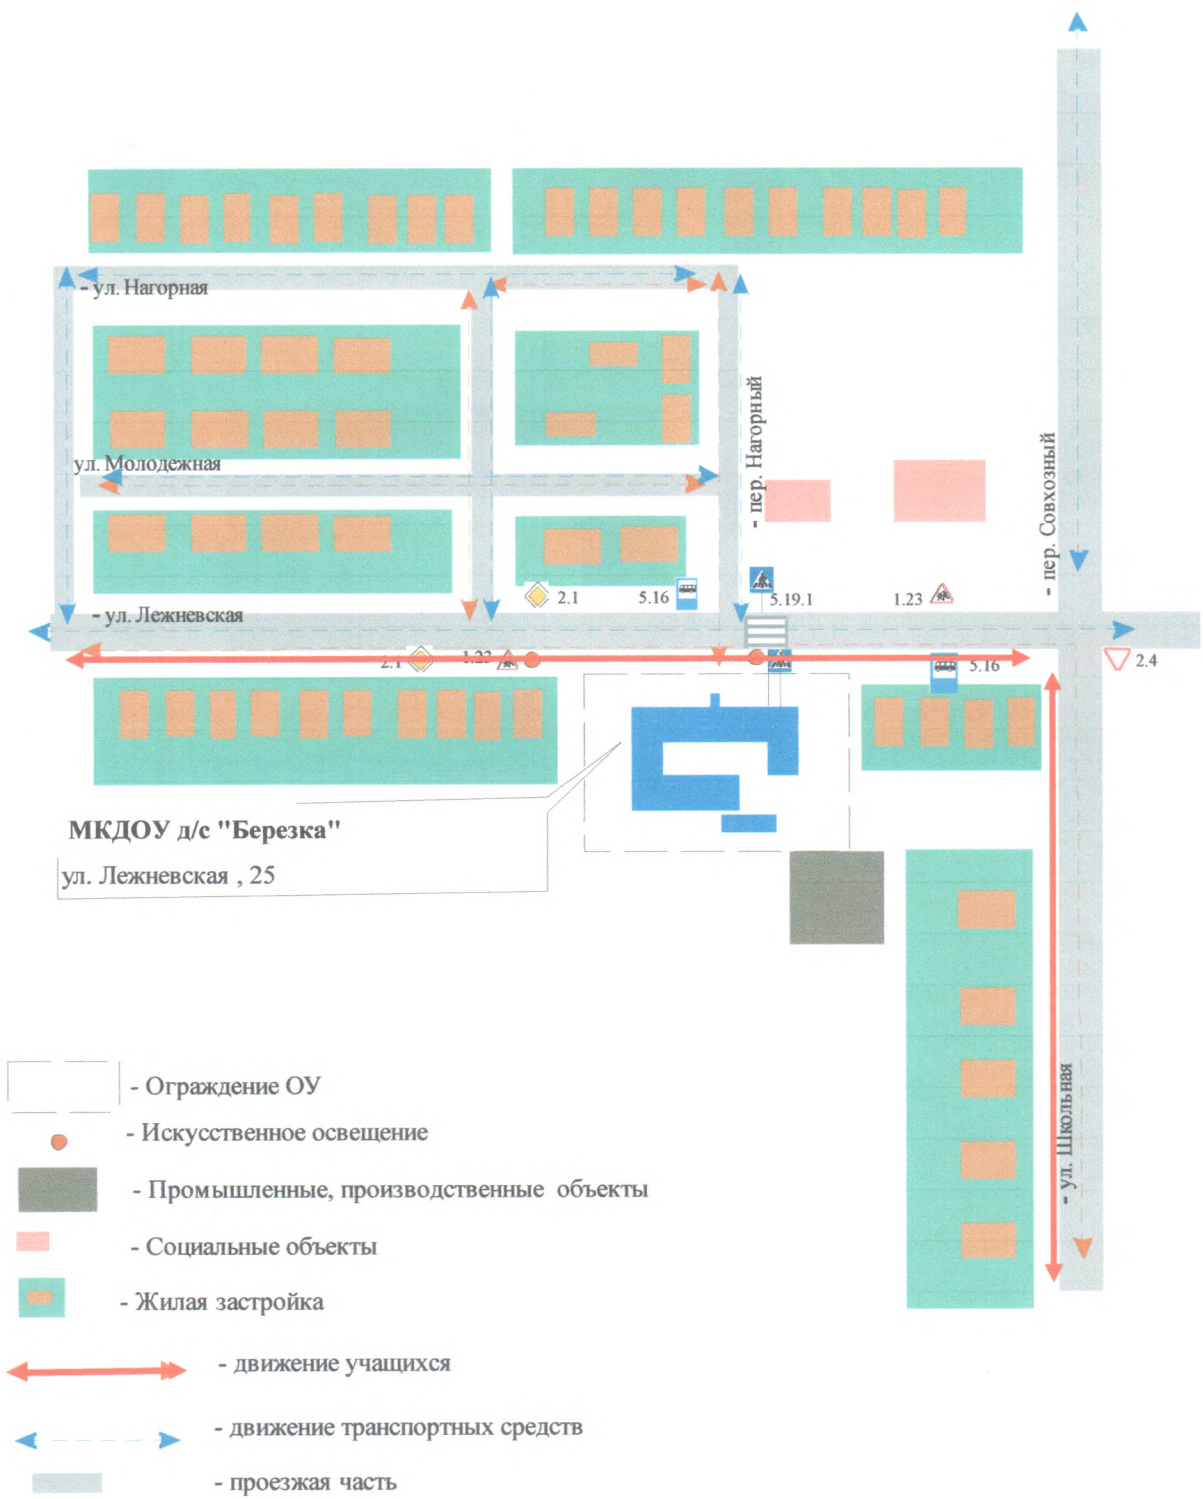 - ул. Нагорная
- пер. Нагорный
- пер. Совхозный
ул. Молодежная
2.1
5.16
5.19.1
1.23
- ул. Лежневская
2.1
1.23
5.16
2.4
МКДОУ д/с "Березка"
ул. Лежневская , 25
- ул. Школьная
- Ограждение ОУ
- Искусственное освещение
- Промышленные, производственные объекты
- Социальные объекты
- Жилая застройка
- движение учащихся
- движение транспортных средств
- проезжая часть